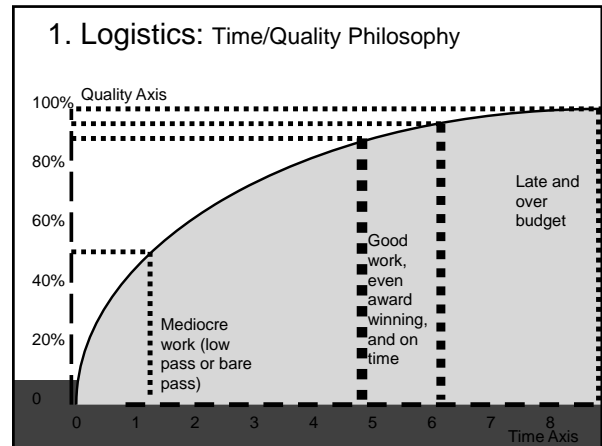 1. Logistics: Time/Quality Philosophy
Quality Axis
100%
80%
60%
40%
20%
0
Late and
over
budget
Good
work,
even
award
winning,
and on
time
Mediocre
work (low
pass or bare
pass)
0 1 2 3 4 5 6 7 8
Time Axis